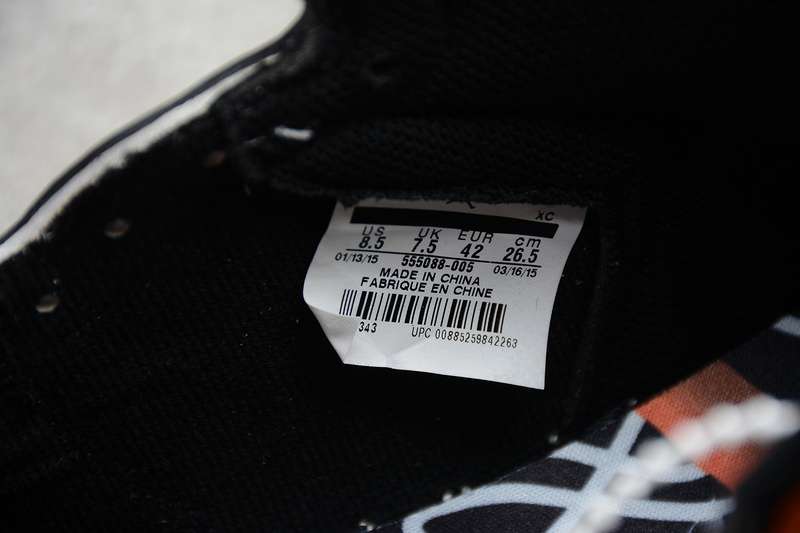 XC
US UK EUR cm
8.5 7.5 42 26.5
01/13/15 555088-005 03/16/15
MADE IN CHINA
FABRIQUE EN CHINE
343 UPC 00885259842263